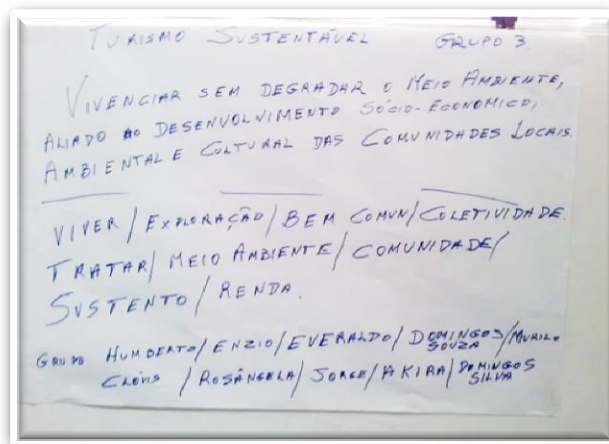 TURISMO SUSTENTÁVEL GRUPO 3
VIVENCIAR SEM DEGRADAR O MEIO AMBIENTE,
ALIADO AO DESENVOLVIMENTO SÓCIO-ECONOMICO,
AMBIENTAL E CULTURAL DAS COMUNIDADES LOCAIS.
VIVER / EXPLORAÇÃO / BEM COMUN / COLETIVIDADE.
TRATAR / MEIO AMBIENTE / COMUNIDADE /
SUSTENTO / RENDA.
GRUPO HUMBERTO / ENZIO / EVERALDO / DOMINGOS SOUZA / MURILO
CLÓVIS / ROSÂNGELA / JORGE / AKIRA / DOMINGOS SILVA